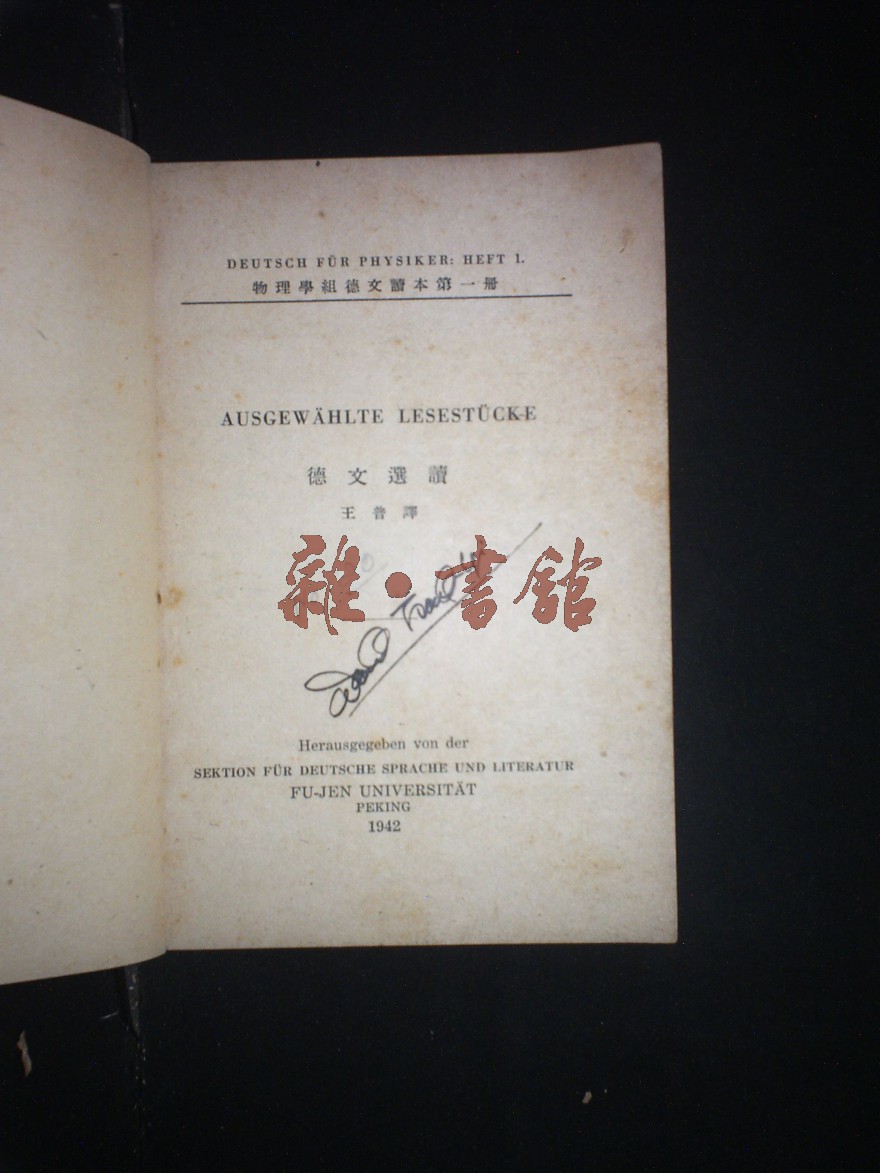 DEUTSCH FÜR PHYSIKER: HEFT 1.
物理學組德文讀本第一冊
AUSGEWÄHLTE LESESTÜCKE
德文選讀
王普譯
雜·書館
Herausgegeben von der
SEKTION FÜR DEUTSCHE SPRACHE UND LITERATUR
FU-JEN UNIVERSITÄT
PEKING
1942